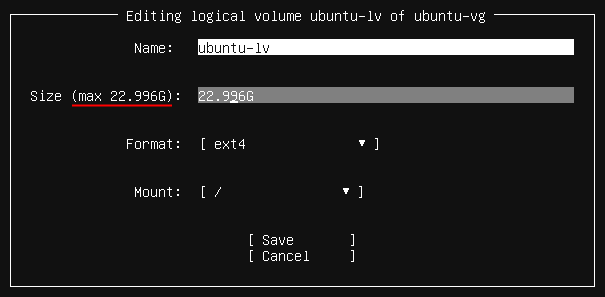 Editing logical volume ubuntu-lv of ubuntu-vg
Name: ubuntu-lv
Size (max 22.996G): 22.996G
Format: [ ext4 ▼ ]
Mount: [ / ▼ ]
[ Save ]
[ Cancel ]